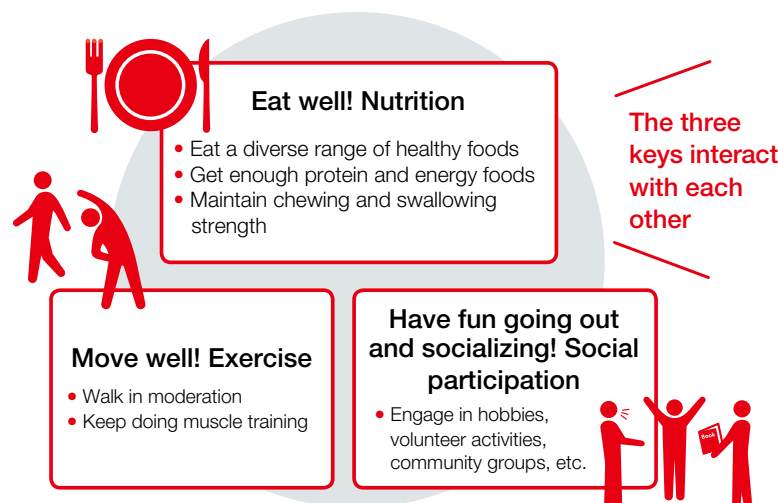 Eat well! Nutrition
• Eat a diverse range of healthy foods
• Get enough protein and energy foods
• Maintain chewing and swallowing
strength
The three
keys interact
with each
other
Move well! Exercise
• Walk in moderation
• Keep doing muscle training
Have fun going out
and socializing! Social
participation
• Engage in hobbies,
volunteer activities,
community groups, etc.
Book